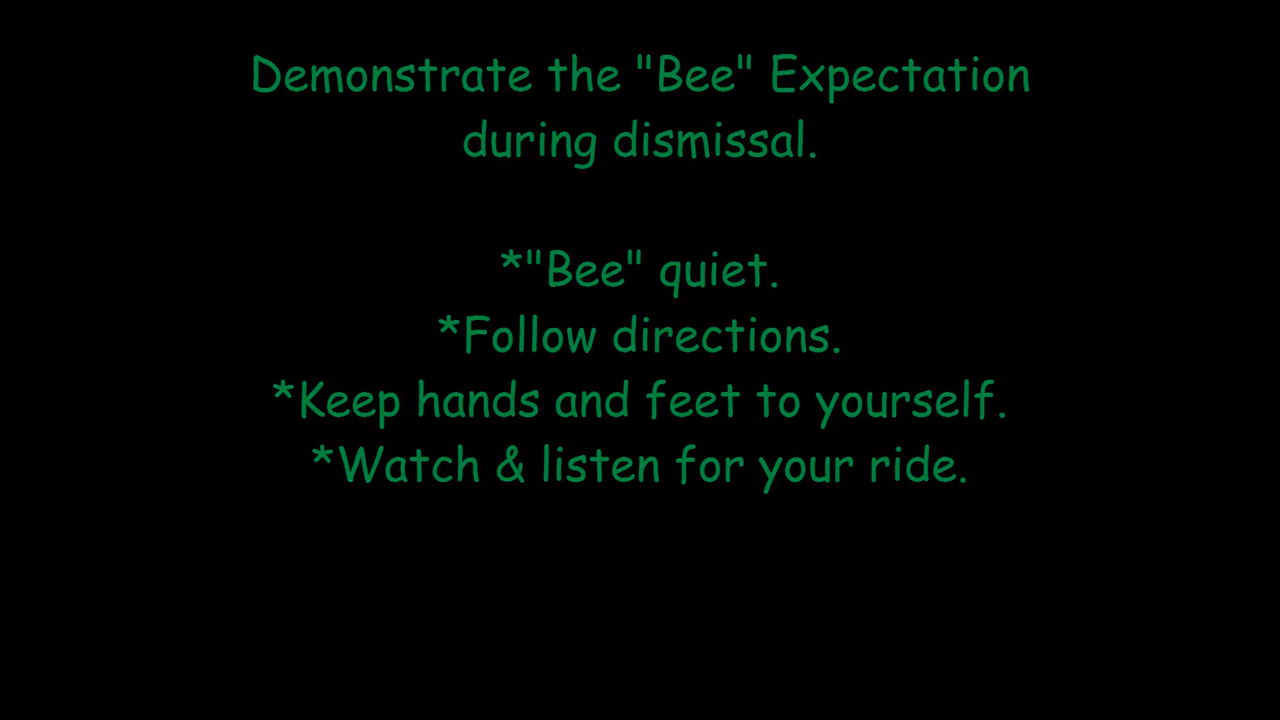 Demonstrate the "Bee" Expectation
during dismissal.
*"Bee" quiet.
*Follow directions.
*Keep hands and feet to yourself.
*Watch & listen for your ride.